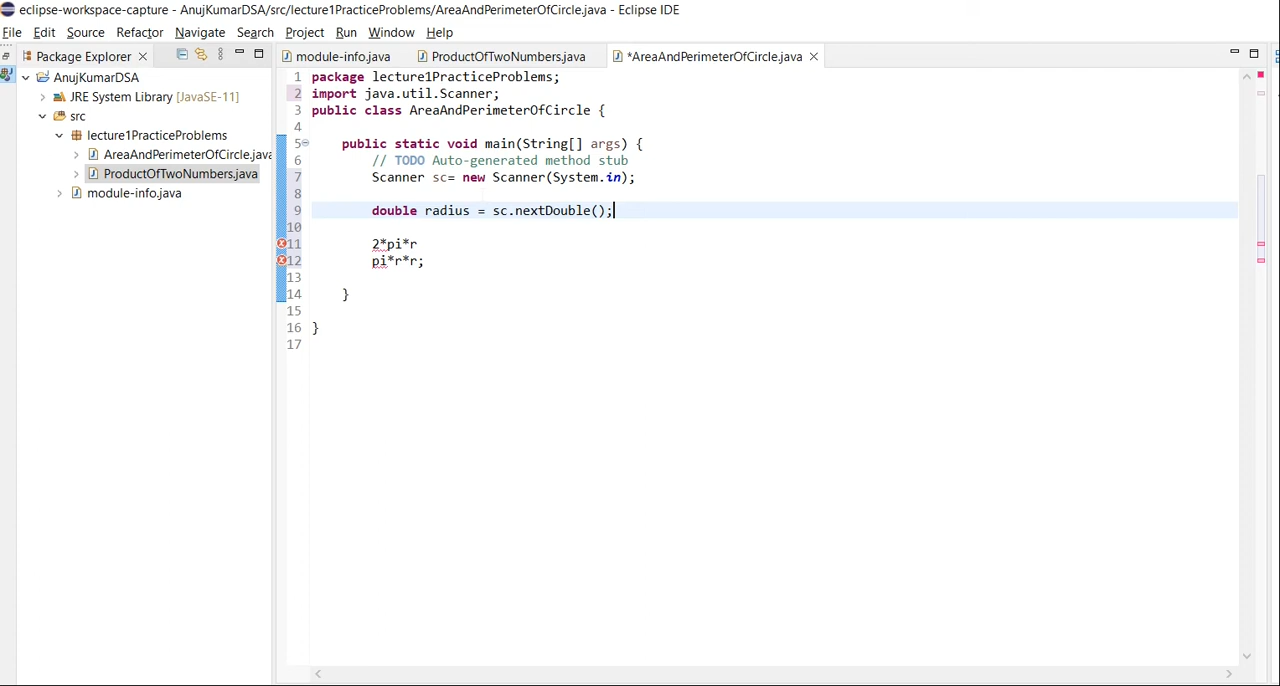 eclipse-workspace-capture - AnujKumarDSA/src/lecture1PracticeProblems/AreaAndPerimeterOfCircle.java - Eclipse IDE
File Edit Source Refactor Navigate Search Project Run Window Help
Package Explorer
module-info.java ProductOfTwoNumbers.java *AreaAndPerimeterOfCircle.java
AnujKumarDSA
JRE System Library [JavaSE-11]
src
lecture1PracticeProblems
AreaAndPerimeterOfCircle.java
ProductOfTwoNumbers.java
module-info.java
1 package lecture1PracticeProblems;
2 import java.util.Scanner;
3 public class AreaAndPerimeterOfCircle {
4
5 public static void main(String[] args) {
6 // TODO Auto-generated method stub
7 Scanner sc= new Scanner(System.in);
8
9 double radius = sc.nextDouble();
10
11 2*pi*r
12 pi*r*r;
13
14 }
15
16 }
17